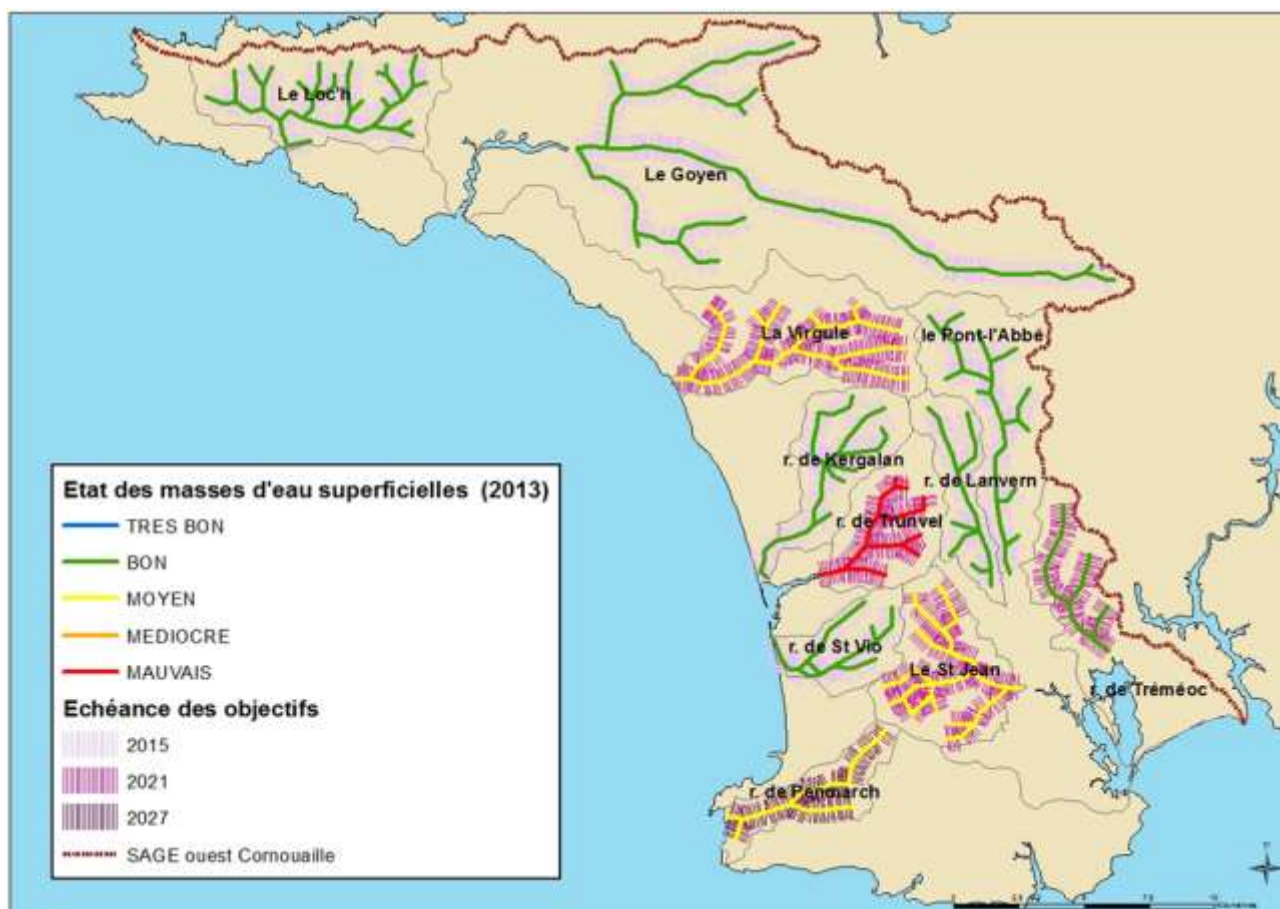 Le Loc'h
Le Goyen
La Virgule
le Pont-l'Abbé
r. de Kergalan
r. de Lanvern
r. de Trunvel
r. de St Vio
Le St Jean
r. de Tréméoc
r. de Penmarch
Etat des masses d'eau superficielles (2013)
TRES BON
BON
MOYEN
MEDIOCRE
MAUVAIS
Echéance des objectifs
2015
2021
2027
SAGE ouest Cornouaille